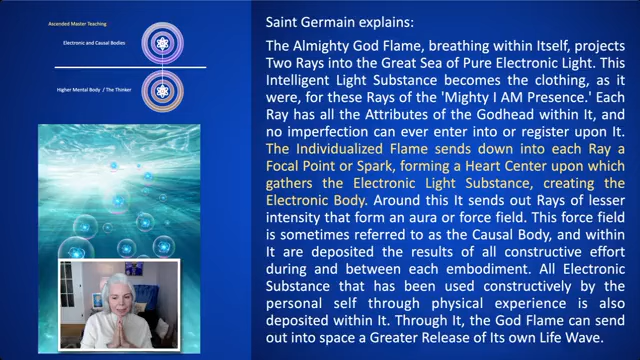 Ascended Master Teaching
Electronic and Causal Bodies
Higher Mental Body / The Thinker
Saint Germain explains:
The Almighty God Flame, breathing within Itself, projects
Two Rays into the Great Sea of Pure Electronic Light. This
Intelligent Light Substance becomes the clothing, as it
were, for these Rays of the 'Mighty I AM Presence.' Each
Ray has all the Attributes of the Godhead within It, and
no imperfection can ever enter into or register upon It.
The Individualized Flame sends down into each Ray a
Focal Point or Spark, forming a Heart Center upon which
gathers the Electronic Light Substance, creating the
Electronic Body. Around this It sends out Rays of lesser
intensity that form an aura or force field. This force field
is sometimes referred to as the Causal Body, and within
It are deposited the results of all constructive effort
during and between each embodiment. All Electronic
Substance that has been used constructively by the
personal self through physical experience is also
deposited within It. Through It, the God Flame can send
out into space a Greater Release of Its own Life Wave.